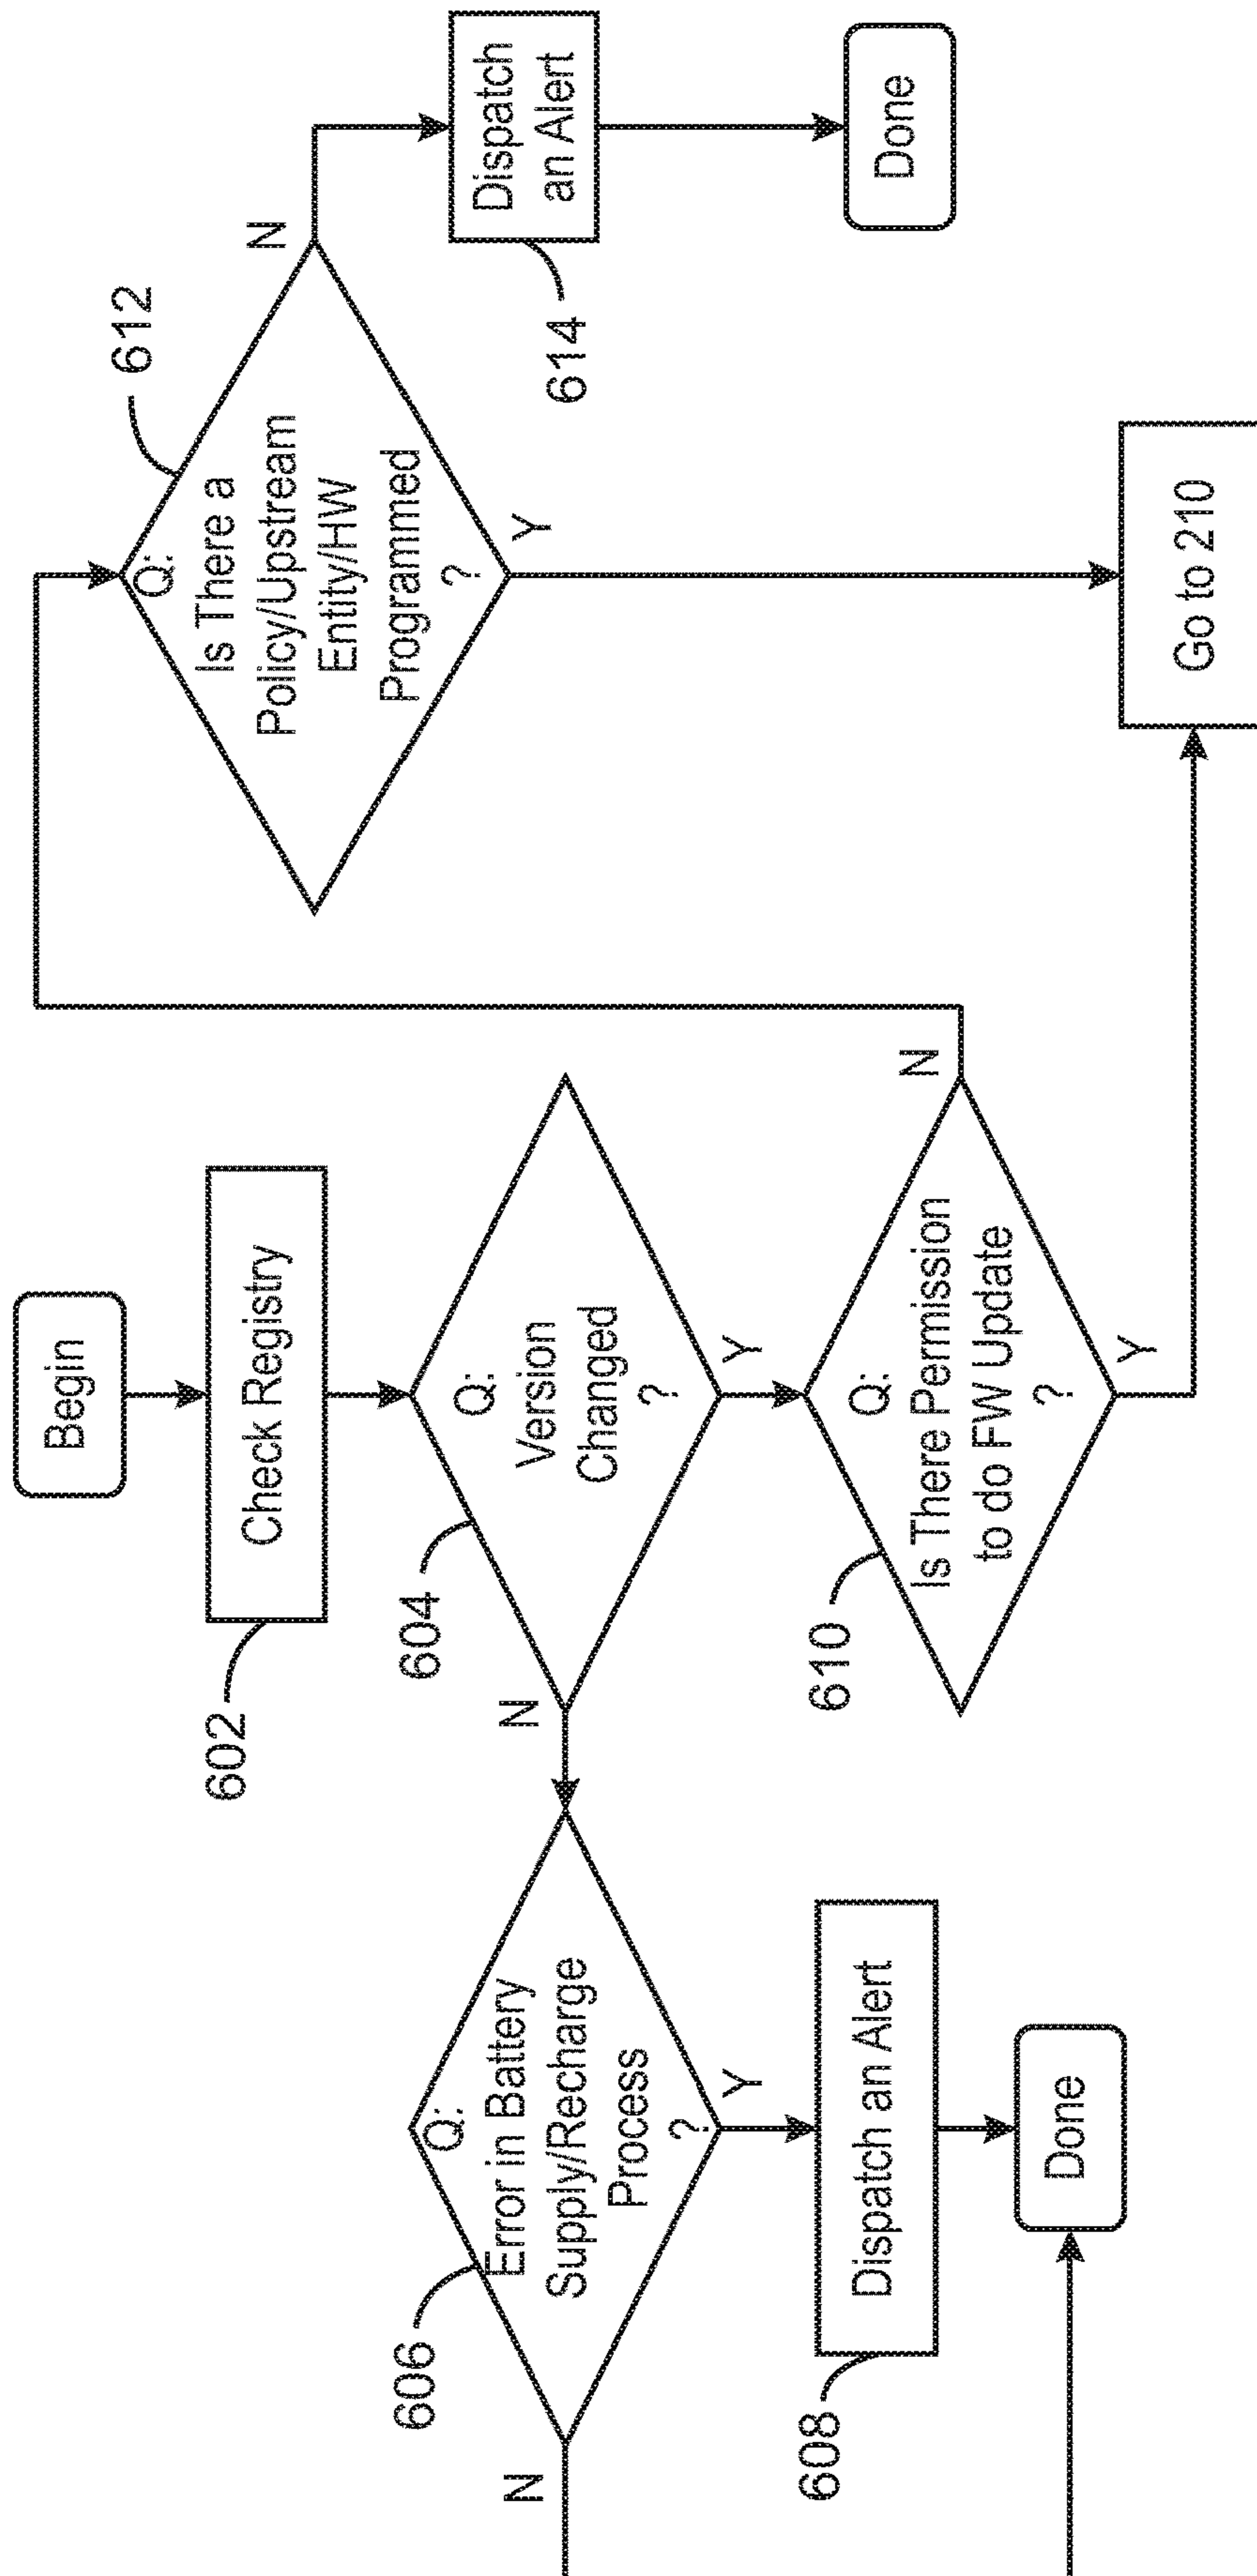 Begin
Check Registry
602
Q:
Version
Changed
?
604
N
Y
Q:
Error in Battery
Supply/Recharge
Process
?
606
N
Y
Dispatch an Alert
608
Done
Q:
Is There Permission
to do FW Update
?
610
N
Y
Q:
Is There a
Policy/Upstream
Entity/HW
Programmed
?
612
N
Y
Dispatch
an Alert
614
Done
Go to 210